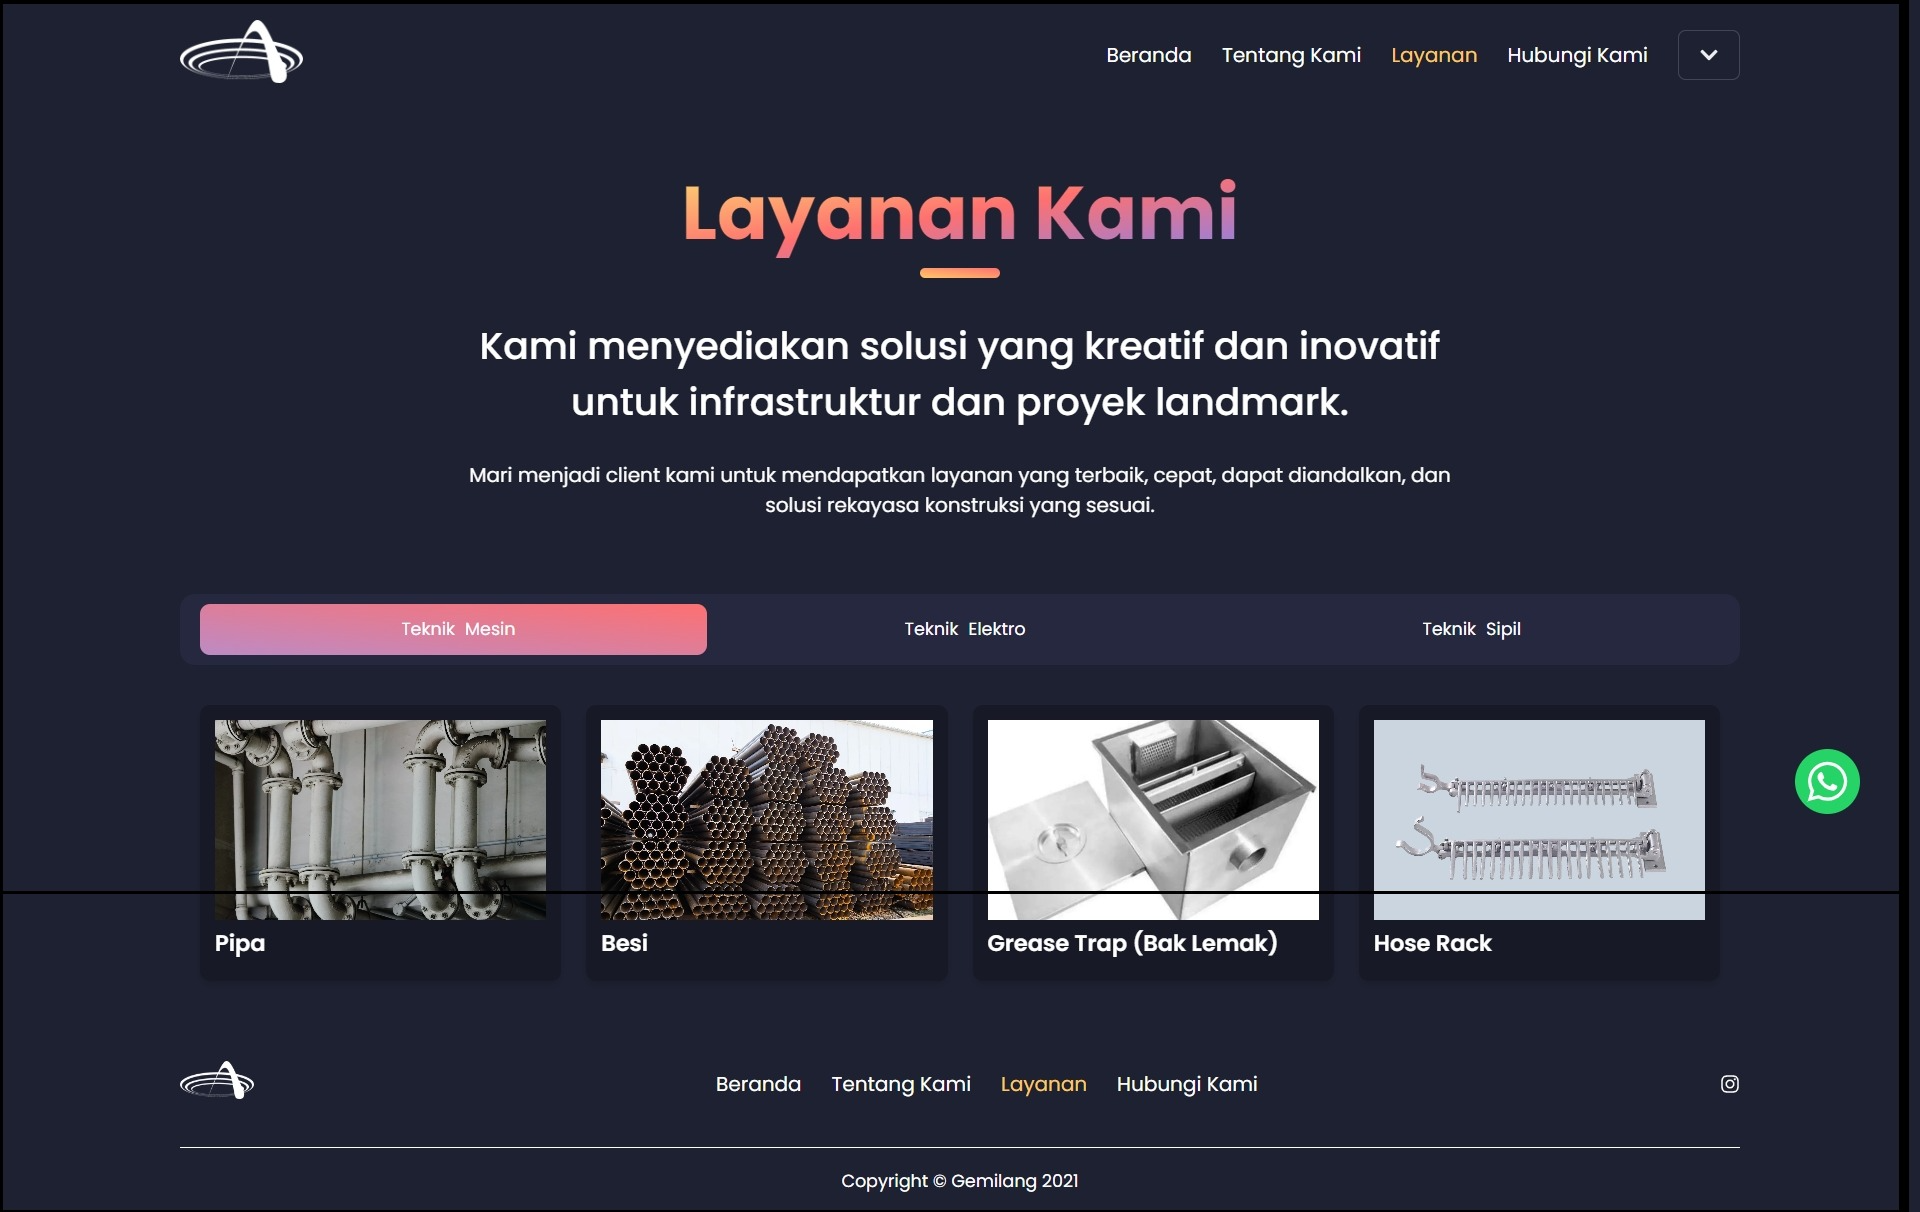 Beranda
Tentang Kami
Layanan
Hubungi Kami
Layanan Kami
Kami menyediakan solusi yang kreatif dan inovatif
untuk infrastruktur dan proyek landmark.
Mari menjadi client kami untuk mendapatkan layanan yang terbaik, cepat, dapat diandalkan, dan
solusi rekayasa konstruksi yang sesuai.
Teknik Mesin
Teknik Elektro
Teknik Sipil
Pipa
Besi
Grease Trap (Bak Lemak)
Hose Rack
Beranda
Tentang Kami
Layanan
Hubungi Kami
Copyright © Gemilang 2021